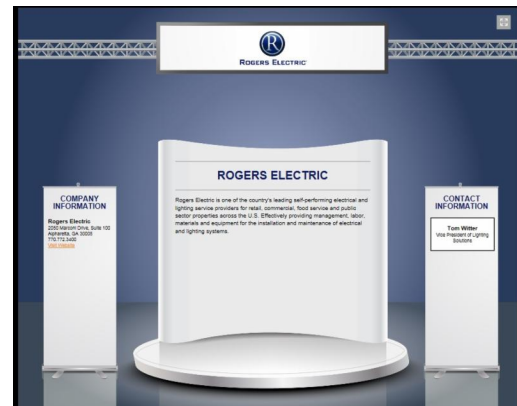 R
ROGERS ELECTRIC
ROGERS ELECTRIC
Rogers Electric is one of the country's leading self-performing electrical and
lighting service providers for retail, commercial, food service and public
sector properties across the U.S. Effectively providing management, labor,
materials and equipment for the installation and maintenance of electrical
and lighting systems.
COMPANY
INFORMATION
Rogers Electric
2050 Marconi Drive, Suite 100
Alpharetta, GA 30005
770.772.3400
Visit Website
CONTACT
INFORMATION
Tom Witter
Vice President of Lighting
Solutions